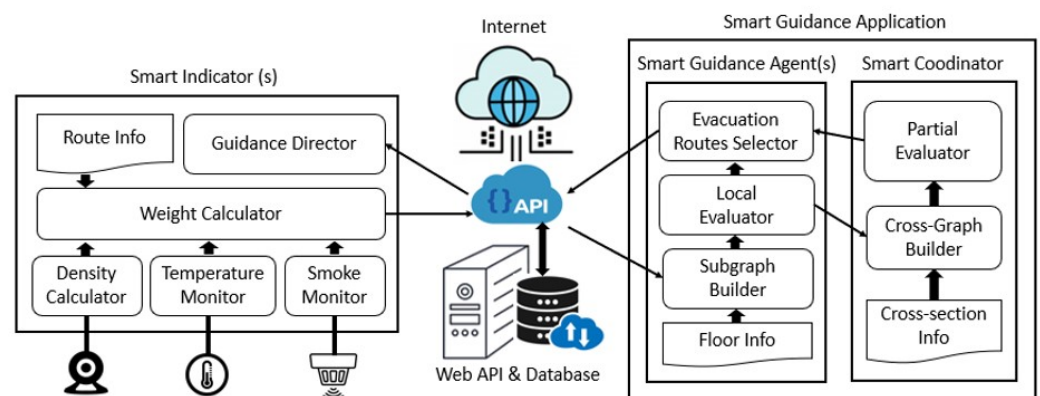 Internet
Smart Guidance Application
Smart Indicator (s)
Route Info
Guidance Director
Weight Calculator
Density
Calculator
Temperature
Monitor
Smoke
Monitor
{} API
Web API & Database
Smart Guidance Agent(s)
Evacuation
Routes Selector
Local
Evaluator
Subgraph
Builder
Floor Info
Smart Coodinator
Partial
Evaluator
Cross-Graph
Builder
Cross-section
Info